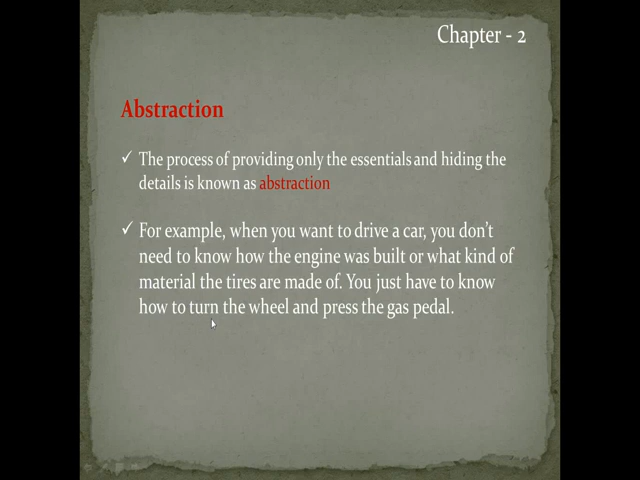 Chapter - 2
Abstraction
✓ The process of providing only the essentials and hiding the
details is known as abstraction
✓ For example, when you want to drive a car, you don't
need to know how the engine was built or what kind of
material the tires are made of. You just have to know
how to turn the wheel and press the gas pedal.